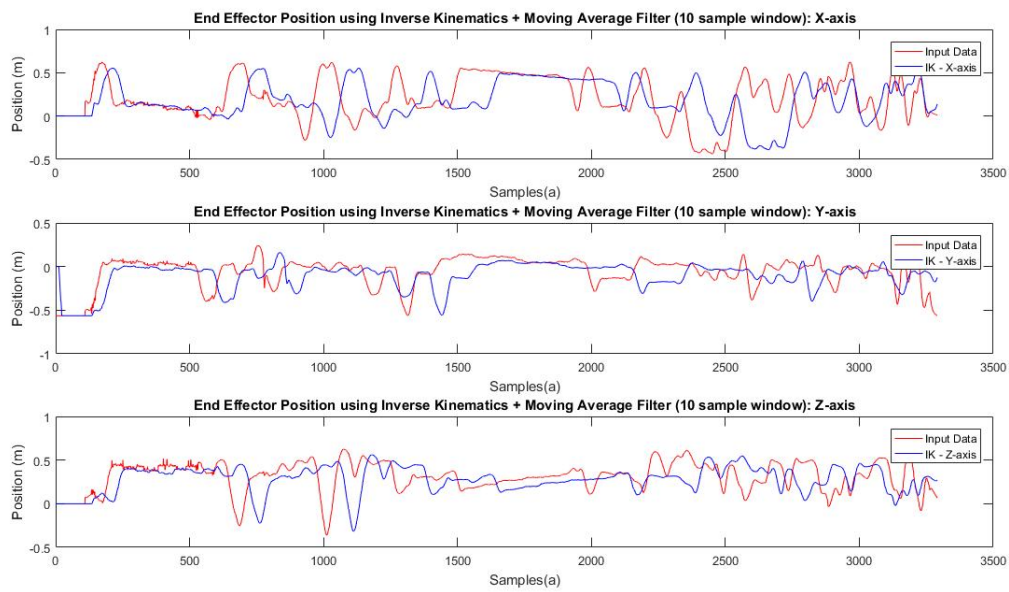 End Effector Position using Inverse Kinematics + Moving Average Filter (10 sample window): X-axis
1
0.5
0
-0.5
Position (m)
Input Data
IK - X-axis
0 500 1000 1500 2000 2500 3000 3500
Samples(a)
End Effector Position using Inverse Kinematics + Moving Average Filter (10 sample window): Y-axis
0.5
0
-0.5
-1
Position (m)
Input Data
IK - Y-axis
0 500 1000 1500 2000 2500 3000 3500
Samples(a)
End Effector Position using Inverse Kinematics + Moving Average Filter (10 sample window): Z-axis
1
0.5
0
-0.5
Position (m)
Input Data
IK - Z-axis
0 500 1000 1500 2000 2500 3000 3500
Samples(a)